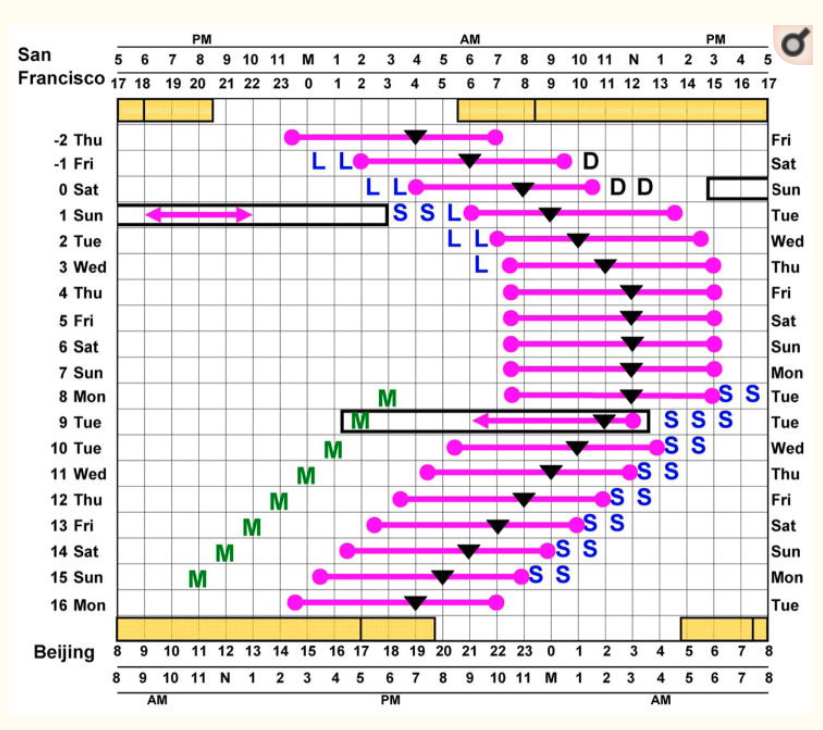 PM AM PM
San 5 6 7 8 9 10 11 M 1 2 3 4 5 6 7 8 9 10 11 N 1 2 3 4 5
Francisco 17 18 19 20 21 22 23 0 1 2 3 4 5 6 7 8 9 10 11 12 13 14 15 16 17
-2 Thu Fri
-1 Fri L L D Sat
0 Sat L L D D Sun
1 Sun S S L Tue
2 Tue L L Wed
3 Wed L Thu
4 Thu Fri
5 Fri Sat
6 Sat Sun
7 Sun Mon
8 Mon M S S Tue
9 Tue M S S S Tue
10 Tue M S S Wed
11 Wed M S S Thu
12 Thu M S S Fri
13 Fri M S S Sat
14 Sat M S S Sun
15 Sun M S S Mon
16 Mon Tue
Beijing 8 9 10 11 12 13 14 15 16 17 18 19 20 21 22 23 0 1 2 3 4 5 6 7 8
8 9 10 11 N 1 2 3 4 5 6 7 8 9 10 11 M 1 2 3 4 5 6 7 8
AM PM AM